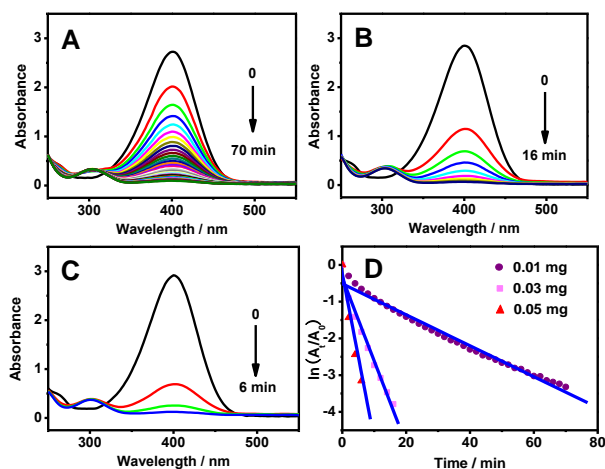 A
3
2
1
0
Absorbance
0
70 min
300 400 500
Wavelength / nm
B
3
2
1
0
Absorbance
0
16 min
300 400 500
Wavelength / nm
C
3
2
1
0
Absorbance
0
6 min
300 400 500
Wavelength / nm
D
0
-1
-2
-3
-4
ln (At/A0)
0.01 mg
0.03 mg
0.05 mg
0 20 40 60 80
Time / min